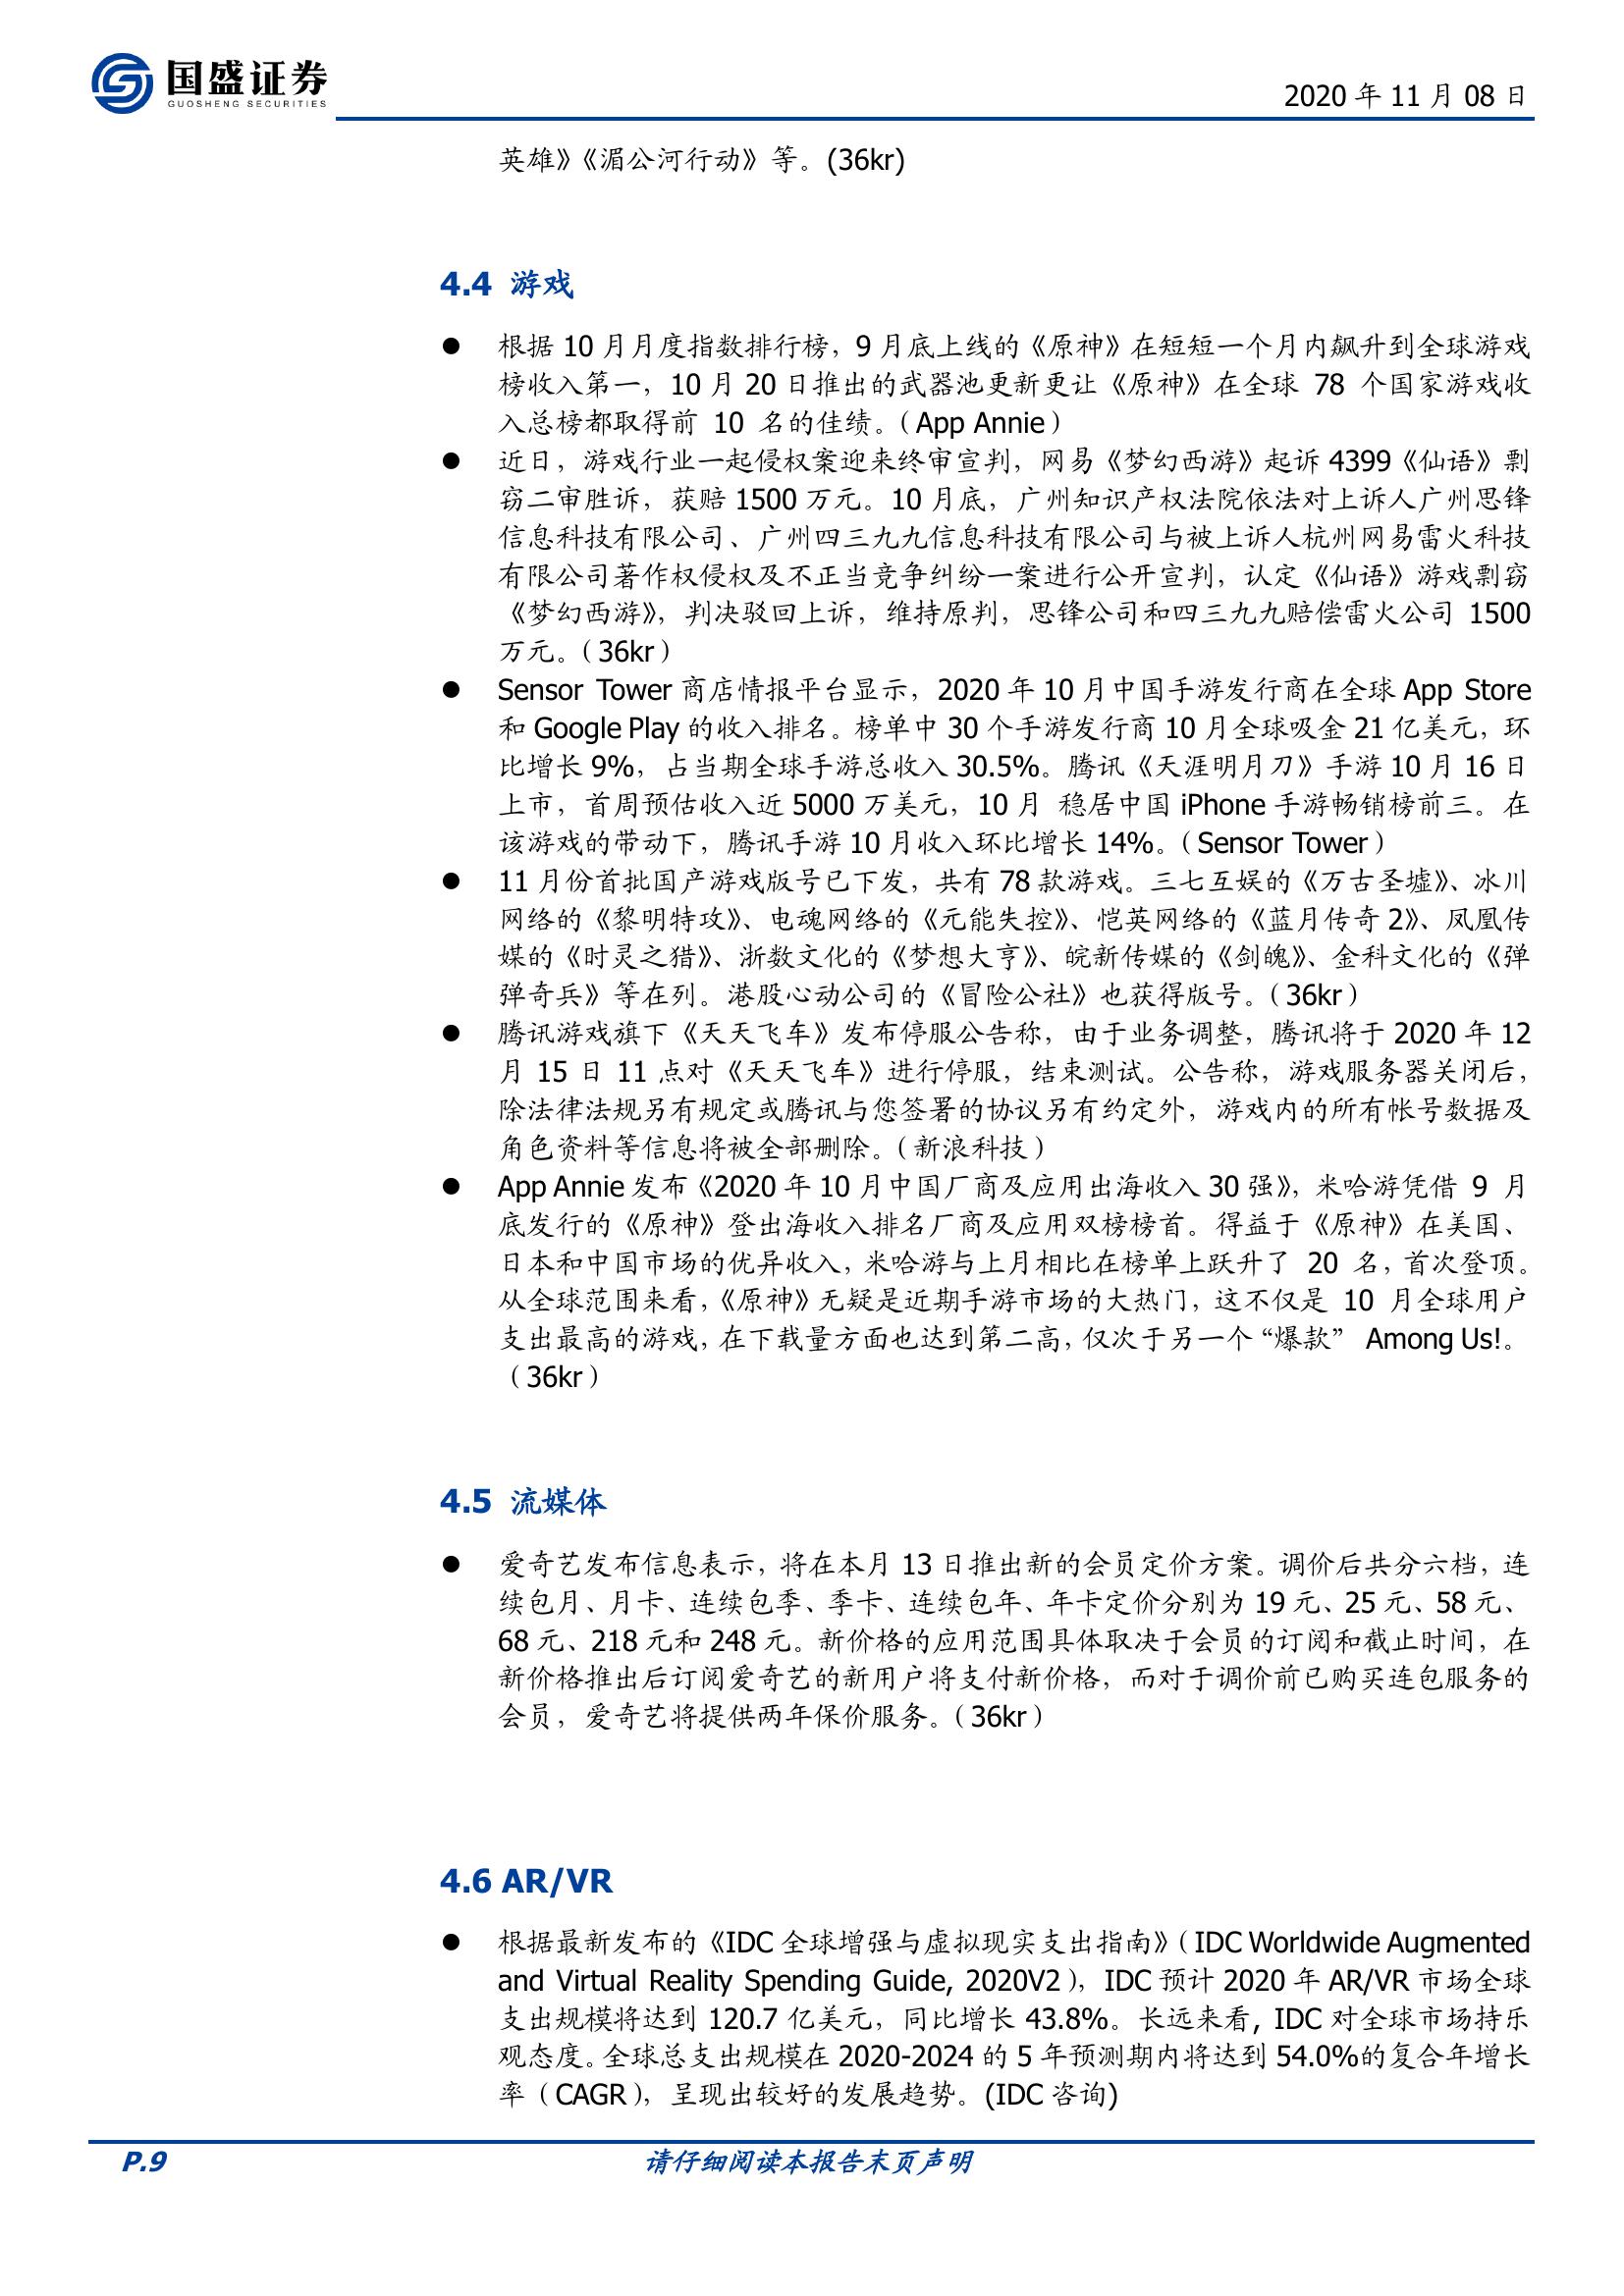 国盛证券
GUOSHENG SECURITIES
2020 年 11 月 08 日
英雄》《湄公河行动》等。(36kr)
4.4 游戏
● 根据 10 月月度指数排行榜，9 月底上线的《原神》在短短一个月内飙升到全球游戏
榜收入第一，10 月 20 日推出的武器池更新更让《原神》在全球 78 个国家游戏收
入总榜都取得前 10 名的佳绩。（App Annie）
● 近日，游戏行业一起侵权案迎来终审宣判，网易《梦幻西游》起诉 4399《仙语》剽
窃二审胜诉，获赔 1500 万元。10 月底，广州知识产权法院依法对上诉人广州思锋
信息科技有限公司、广州四三九九信息科技有限公司与被上诉人杭州网易雷火科技
有限公司著作权侵权及不正当竞争纠纷一案进行公开宣判，认定《仙语》游戏剽窃
《梦幻西游》，判决驳回上诉，维持原判，思锋公司和四三九九赔偿雷火公司 1500
万元。（36kr）
● Sensor Tower 商店情报平台显示，2020 年 10 月中国手游发行商在全球 App Store
和 Google Play 的收入排名。榜单中 30 个手游发行商 10 月全球吸金 21 亿美元，环
比增长 9%，占当期全球手游总收入 30.5%。腾讯《天涯明月刀》手游 10 月 16 日
上市，首周预估收入近 5000 万美元，10 月 稳居中国 iPhone 手游畅销榜前三。在
该游戏的带动下，腾讯手游 10 月收入环比增长 14%。（Sensor Tower）
● 11 月份首批国产游戏版号已下发，共有 78 款游戏。三七互娱的《万古圣墟》、冰川
网络的《黎明特攻》、电魂网络的《元能失控》、恺英网络的《蓝月传奇 2》、凤凰传
媒的《时灵之猎》、浙数文化的《梦想大亨》、皖新传媒的《剑魄》、金科文化的《弹
弹奇兵》等在列。港股心动公司的《冒险公社》也获得版号。（36kr）
● 腾讯游戏旗下《天天飞车》发布停服公告称，由于业务调整，腾讯将于 2020 年 12
月 15 日 11 点对《天天飞车》进行停服，结束测试。公告称，游戏服务器关闭后，
除法律法规另有规定或腾讯与您签署的协议另有约定外，游戏内的所有帐号数据及
角色资料等信息将被全部删除。（新浪科技）
● App Annie 发布《2020 年 10 月中国厂商及应用出海收入 30 强》，米哈游凭借 9 月
底发行的《原神》登出海收入排名厂商及应用双榜榜首。得益于《原神》在美国、
日本和中国市场的优异收入，米哈游与上月相比在榜单上跃升了 20 名，首次登顶。
从全球范围来看，《原神》无疑是近期手游市场的大热门，这不仅是 10 月全球用户
支出最高的游戏，在下载量方面也达到第二高，仅次于另一个“爆款” Among Us!。
（36kr）
4.5 流媒体
● 爱奇艺发布信息表示，将在本月 13 日推出新的会员定价方案。调价后共分六档，连
续包月、月卡、连续包季、季卡、连续包年、年卡定价分别为 19 元、25 元、58 元、
68 元、218 元和 248 元。新价格的应用范围具体取决于会员的订阅和截止时间，在
新价格推出后订阅爱奇艺的新用户将支付新价格，而对于调价前已购买连包服务的
会员，爱奇艺将提供两年保价服务。（36kr）
4.6 AR/VR
● 根据最新发布的《IDC 全球增强与虚拟现实支出指南》（IDC Worldwide Augmented
and Virtual Reality Spending Guide, 2020V2），IDC 预计 2020 年 AR/VR 市场全球
支出规模将达到 120.7 亿美元，同比增长 43.8%。长远来看, IDC 对全球市场持乐
观态度。全球总支出规模在 2020-2024 的 5 年预测期内将达到 54.0%的复合年增长
率（CAGR），呈现出较好的发展趋势。(IDC 咨询)
P.9
请仔细阅读本报告末页声明